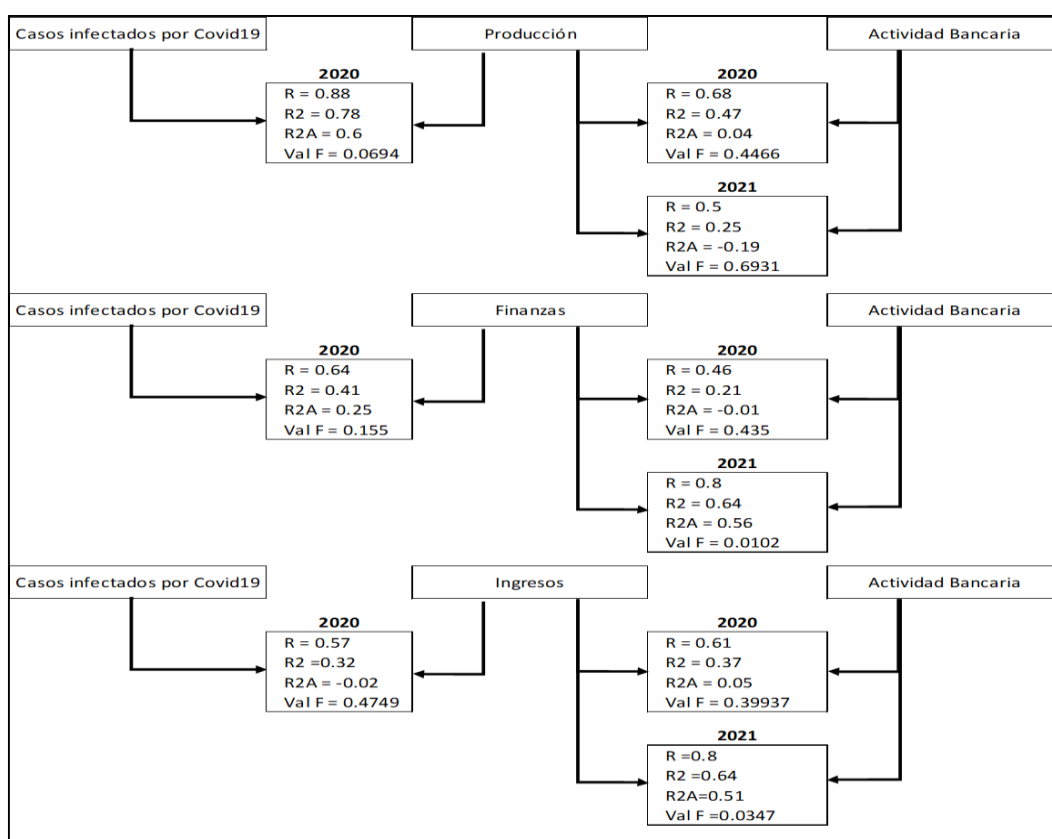 Casos infectados por Covid19
Producción
Actividad Bancaria
2020
R = 0.88
R2 = 0.78
R2A = 0.6
Val F = 0.0694
2020
R = 0.68
R2 = 0.47
R2A = 0.04
Val F = 0.4466
2021
R = 0.5
R2 = 0.25
R2A = -0.19
Val F = 0.6931
Casos infectados por Covid19
Finanzas
Actividad Bancaria
2020
R = 0.64
R2 = 0.41
R2A = 0.25
Val F = 0.155
2020
R = 0.46
R2 = 0.21
R2A = -0.01
Val F = 0.435
2021
R = 0.8
R2 = 0.64
R2A = 0.56
Val F = 0.0102
Casos infectados por Covid19
Ingresos
Actividad Bancaria
2020
R = 0.57
R2 =0.32
R2A = -0.02
Val F = 0.4749
2020
R = 0.61
R2 = 0.37
R2A = 0.05
Val F = 0.39937
2021
R =0.8
R2 =0.64
R2A=0.51
Val F =0.0347